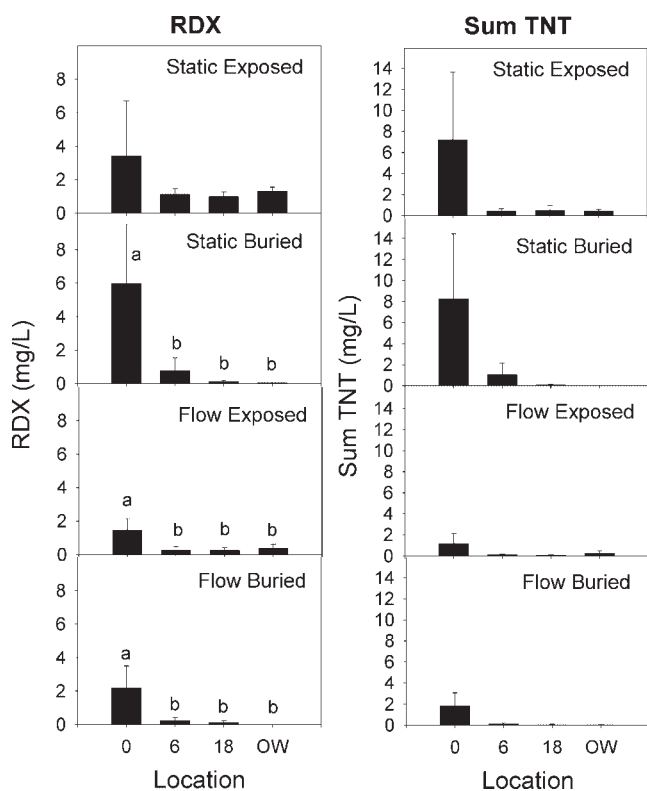 RDX
Sum TNT
Static Exposed
8
6
4
2
0
Static Exposed
14
12
10
8
6
4
2
0
Static Buried
8
6
4
2
0
a
b
b
b
Static Buried
14
12
10
8
6
4
2
0
Flow Exposed
8
6
4
2
0
a
b
b
b
Flow Exposed
14
12
10
8
6
4
2
0
Flow Buried
8
6
4
2
0
a
b
b
b
Flow Buried
14
12
10
8
6
4
2
0
RDX (mg/L)
Sum TNT (mg/L)
0 6 18 OW
0 6 18 OW
Location
Location